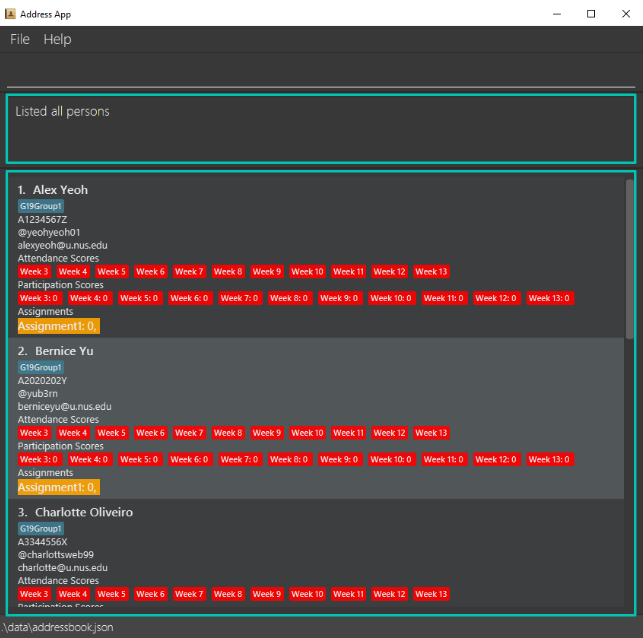 Address App
File Help
Listed all persons
1. Alex Yeoh
G19Group1
A1234567Z
@yeohyeoh01
alexyeoh@u.nus.edu
Attendance Scores
Week 3 Week 4 Week 5 Week 6 Week 7 Week 8 Week 9 Week 10 Week 11 Week 12 Week 13
Participation Scores
Week 3: 0 Week 4: 0 Week 5: 0 Week 6: 0 Week 7: 0 Week 8: 0 Week 9: 0 Week 10: 0 Week 11: 0 Week 12: 0 Week 13: 0
Assignments
Assignment1: 0,
2. Bernice Yu
G19Group1
A2020202Y
@yub3rn
berniceyu@u.nus.edu
Attendance Scores
Week 3 Week 4 Week 5 Week 6 Week 7 Week 8 Week 9 Week 10 Week 11 Week 12 Week 13
Participation Scores
Week 3: 0 Week 4: 0 Week 5: 0 Week 6: 0 Week 7: 0 Week 8: 0 Week 9: 0 Week 10: 0 Week 11: 0 Week 12: 0 Week 13: 0
Assignments
Assignment1: 0,
3. Charlotte Oliveiro
G19Group1
A3344556X
@charlottsweb99
charlotte@u.nus.edu
Attendance Scores
Week 3 Week 4 Week 5 Week 6 Week 7 Week 8 Week 9 Week 10 Week 11 Week 12 Week 13
Participation Scores
.\data\addressbook.json